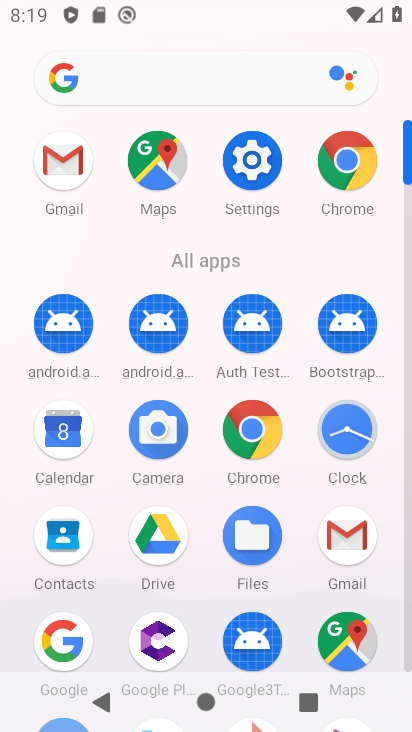 8:19
G
Gmail Maps Settings Chrome
All apps
android.a... android.a... Auth Test... Bootstrap...
8
Calendar Camera Chrome Clock
Contacts Drive Files Gmail
Google Google Pl... Google3T... Maps